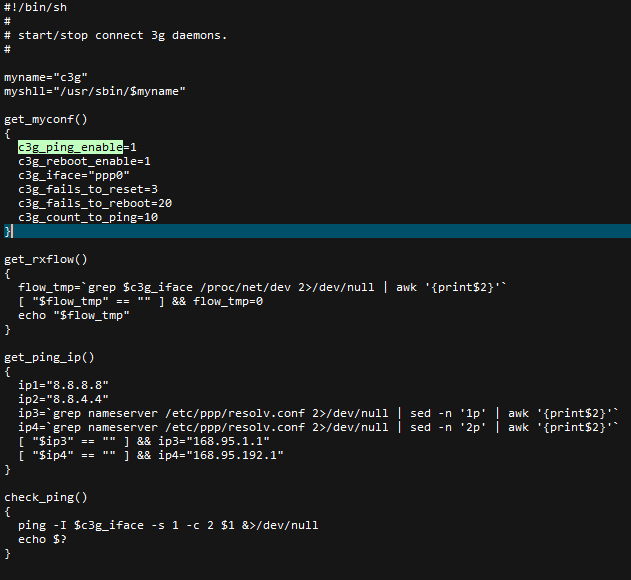 #!/bin/sh
#
# start/stop connect 3g daemons.
#
myname="c3g"
myshll="/usr/sbin/$myname"
get_myconf()
{
c3g_ping_enable=1
c3g_reboot_enable=1
c3g_iface="ppp0"
c3g_fails_to_reset=3
c3g_fails_to_reboot=20
c3g_count_to_ping=10
}
get_rxflow()
{
flow_tmp=`grep $c3g_iface /proc/net/dev 2>/dev/null | awk '{print$2}'`
[ "$flow_tmp" == "" ] && flow_tmp=0
echo "$flow_tmp"
}
get_ping_ip()
{
ip1="8.8.8.8"
ip2="8.8.4.4"
ip3=`grep nameserver /etc/ppp/resolv.conf 2>/dev/null | sed -n '1p' | awk '{print$2}'`
ip4=`grep nameserver /etc/ppp/resolv.conf 2>/dev/null | sed -n '2p' | awk '{print$2}'`
[ "$ip3" == "" ] && ip3="168.95.1.1"
[ "$ip4" == "" ] && ip4="168.95.192.1"
}
check_ping()
{
ping -I $c3g_iface -s 1 -c 2 $1 &>/dev/null
echo $?
}